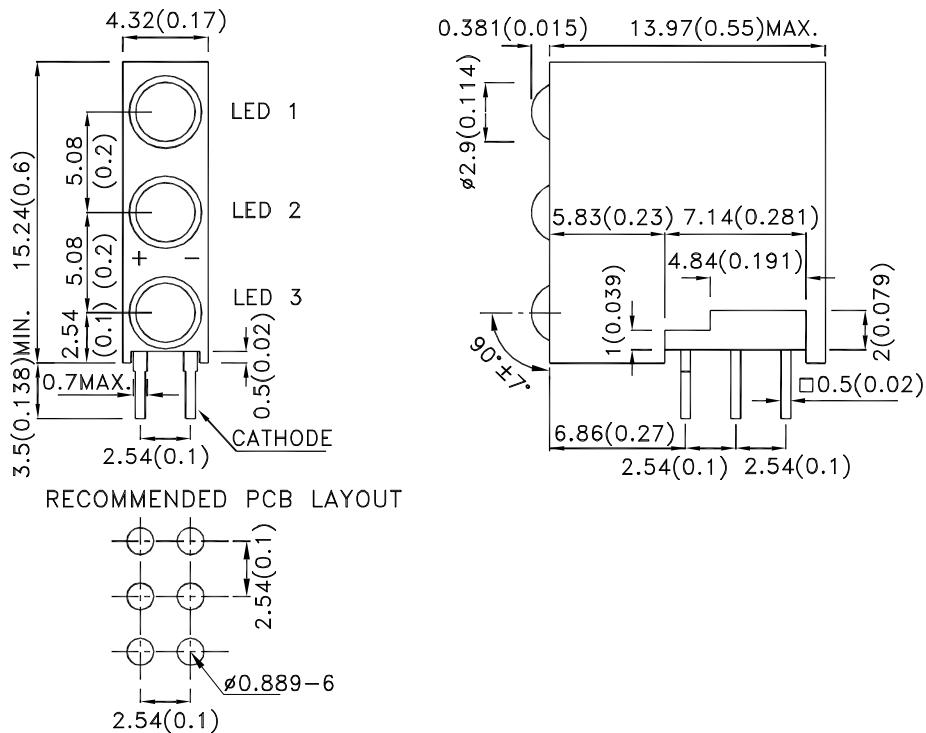 4.32(0.17)
LED 1
LED 2
LED 3
15.24(0.6)
5.08
(0.2)
5.08
(0.2)
2.54
(0.1)
+ −
3.5(0.138)MIN.
0.7MAX.
0.5(0.02)
CATHODE
2.54(0.1)
0.381(0.015)
13.97(0.55)MAX.
ø2.9(0.114)
5.83(0.23)
7.14(0.281)
4.84(0.191)
1(0.039)
2(0.079)
90°±7°
□0.5(0.02)
6.86(0.27)
2.54(0.1)
2.54(0.1)
RECOMMENDED PCB LAYOUT
2.54(0.1)
ø0.889−6
2.54(0.1)